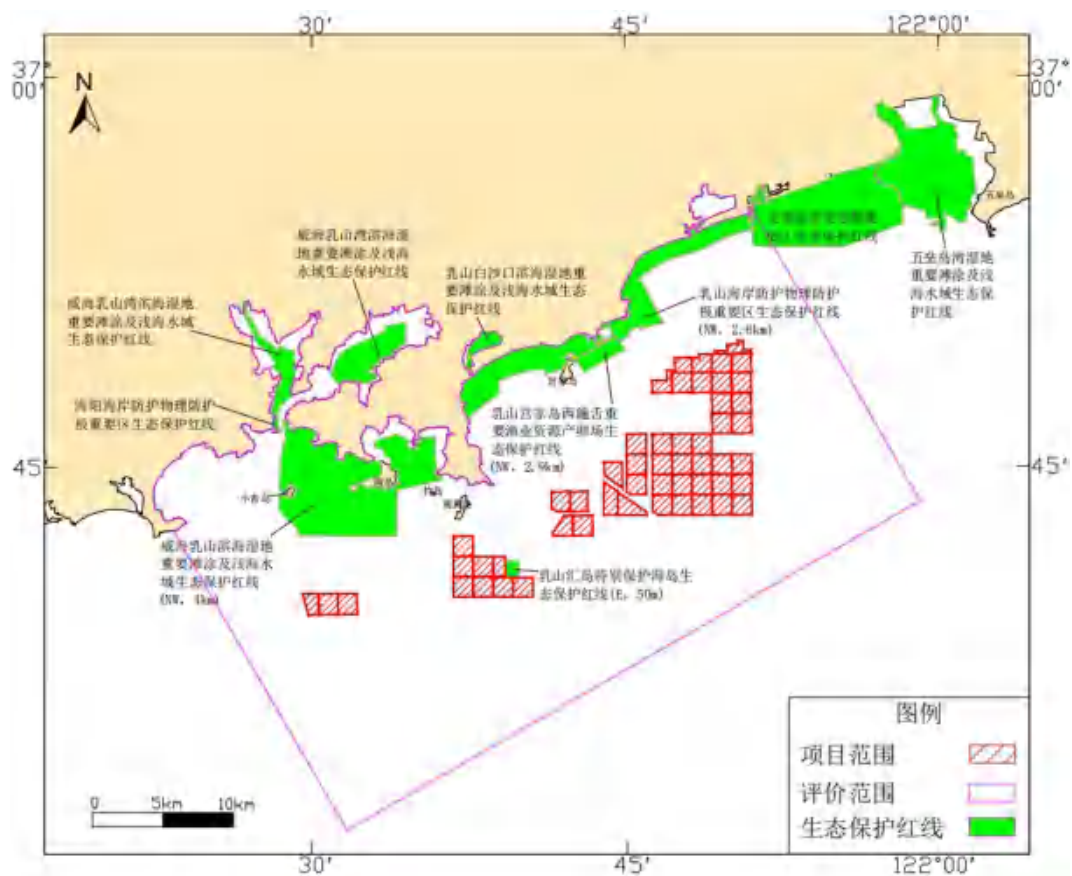 30′ 45′ 122°00′
37° 37°
00′ 00′
N
威海乳山湾滨海湿
地重要滩涂及浅海
水域生态保护红线
乳山白沙口滨海湿地重
要滩涂及浅海水域生态
保护红线
五垒岛湾湿地
重要滩涂及浅
海水域生态保
护红线
威海乳山湾滨海湿地
重要滩涂及浅海水域
生态保护红线
乳山海岸防护物理防护
极重要区生态保护红线
(NW, 2.6km)
海阳海岸防护物理防护
极重要区生态保护红线
乳山宫家岛西施舌重
要渔业资源产卵场生
态保护红线
(NW, 2.9km)
45′ 45′
小青岛
威海乳山滨海湿地
重要滩涂及浅海水
域生态保护红线
(NW, 4km)
乳山汇岛特别保护海岛生
态保护红线(E, 50m)
图例
项目范围
评价范围
生态保护红线
0 5km 10km
30′ 45′ 122°00′